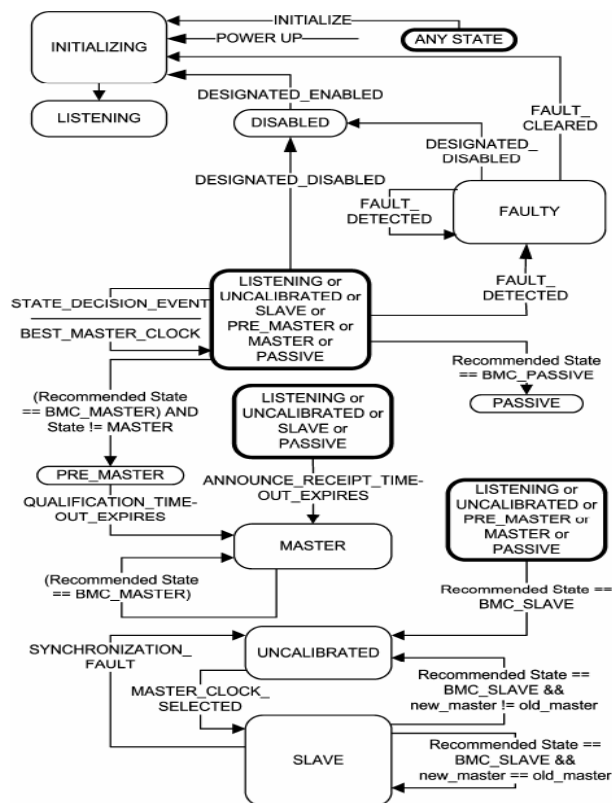 INITIALIZE
POWER UP
ANY STATE
INITIALIZING
LISTENING
DESIGNATED_ENABLED
DISABLED
FAULT_
CLEARED
DESIGNATED_
DISABLED
DESIGNATED_DISABLED
FAULT_
DETECTED
FAULTY
LISTENING or
UNCALIBRATED or
SLAVE or
PRE_MASTER or
MASTER or
PASSIVE
FAULT_
DETECTED
STATE_DECISION_EVENT
BEST_MASTER_CLOCK
Recommended State
== BMC_PASSIVE
PASSIVE
(Recommended State
== BMC_MASTER) AND
State != MASTER
LISTENING or
UNCALIBRATED or
SLAVE or
PASSIVE
PRE_MASTER
QUALIFICATION_TIME-
OUT_EXPIRES
ANNOUNCE_RECEIPT_TIME-
OUT_EXPIRES
LISTENING or
UNCALIBRATED or
PRE_MASTER or
MASTER or
PASSIVE
MASTER
(Recommended State
== BMC_MASTER)
Recommended State ==
BMC_SLAVE
SYNCHRONIZATION_
FAULT
UNCALIBRATED
MASTER_CLOCK_
SELECTED
Recommended State ==
BMC_SLAVE &&
new_master != old_master
SLAVE
Recommended State ==
BMC_SLAVE &&
new_master == old_master